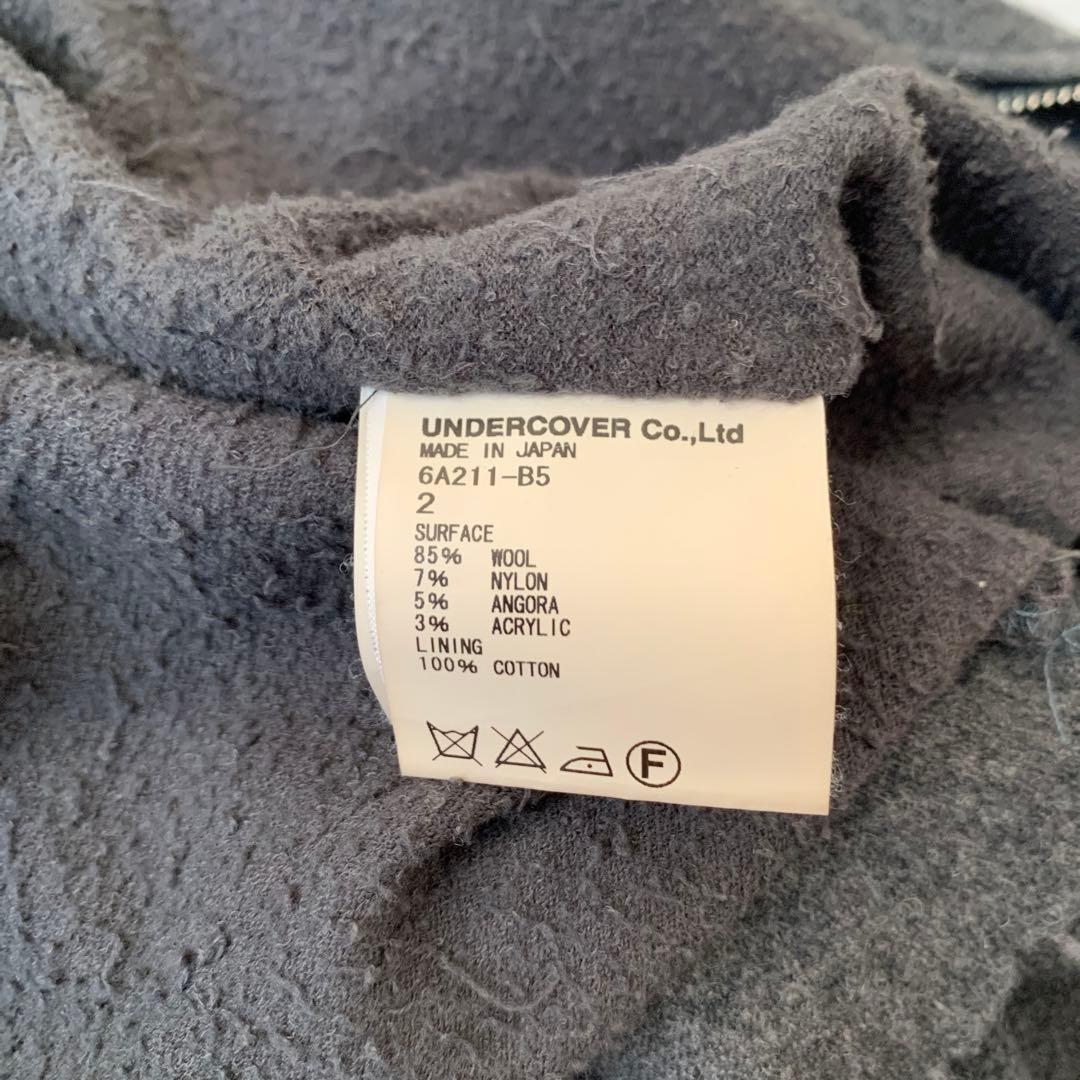 UNDERCOVER Co.,Ltd
MADE IN JAPAN
6A211-B5
2
SURFACE
85% WOOL
7% NYLON
5% ANGORA
3% ACRYLIC
LINING
100% COTTON
F